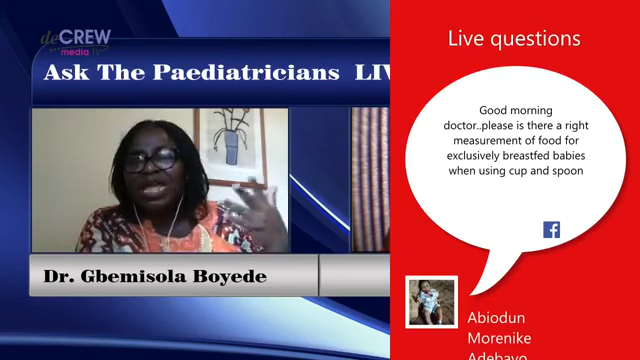 deCREW
media TV
Ask The Paediatricians LIV
Dr. Gbemisola Boyede
Live questions
Good morning
doctor..please is there a right
measurement of food for
exclusively breastfed babies
when using cup and spoon
Abiodun
Morenike
Adebayo